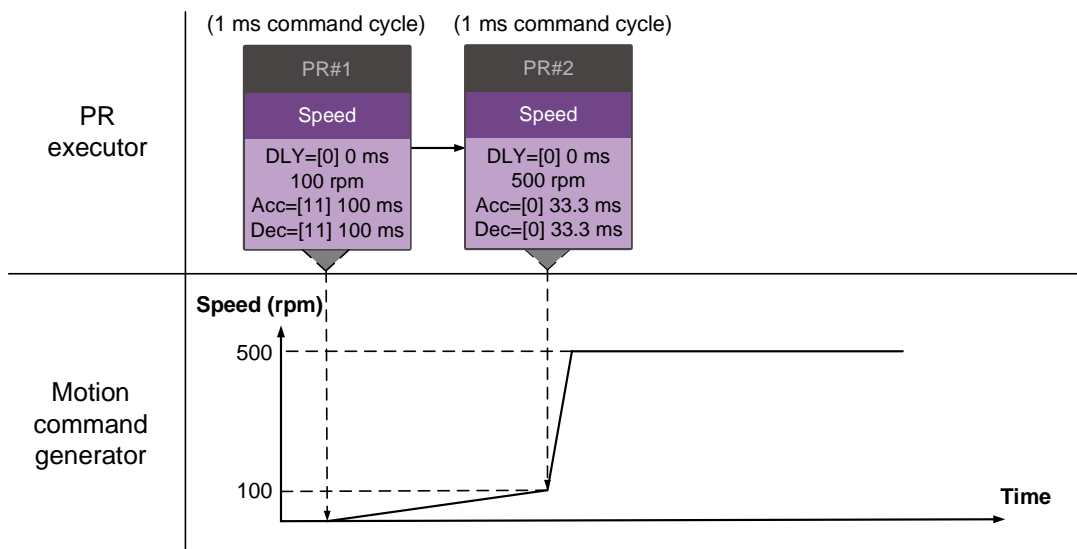 (1 ms command cycle)
(1 ms command cycle)
PR#1
PR#2
PR
executor
Speed
Speed
DLY=[0] 0 ms
100 rpm
Acc=[11] 100 ms
Dec=[11] 100 ms
DLY=[0] 0 ms
500 rpm
Acc=[0] 33.3 ms
Dec=[0] 33.3 ms
Motion
command
generator
Speed (rpm)
500
100
Time